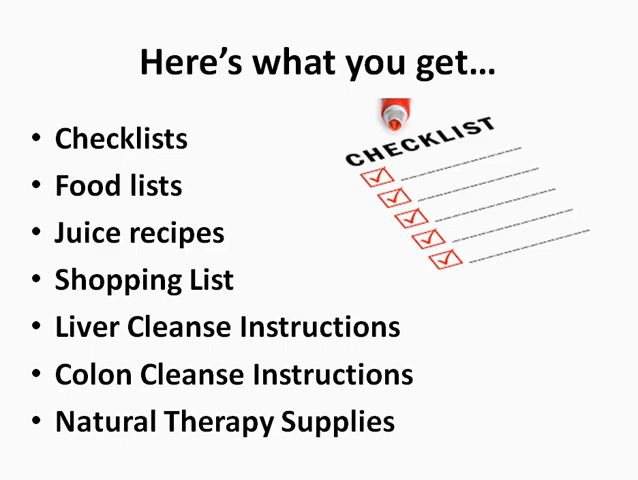 Here’s what you get…
• Checklists
• Food lists
• Juice recipes
• Shopping List
• Liver Cleanse Instructions
• Colon Cleanse Instructions
• Natural Therapy Supplies
CHECKLIST